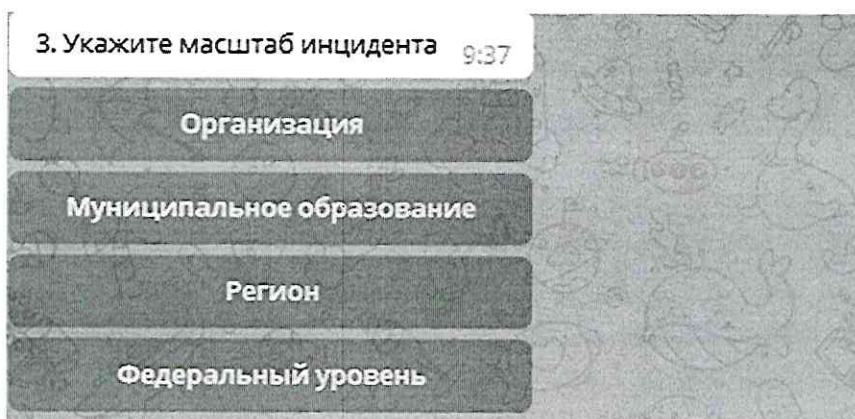 3. Укажите масштаб инцидента 9:37
Организация
Муниципальное образование
Регион
Федеральный уровень